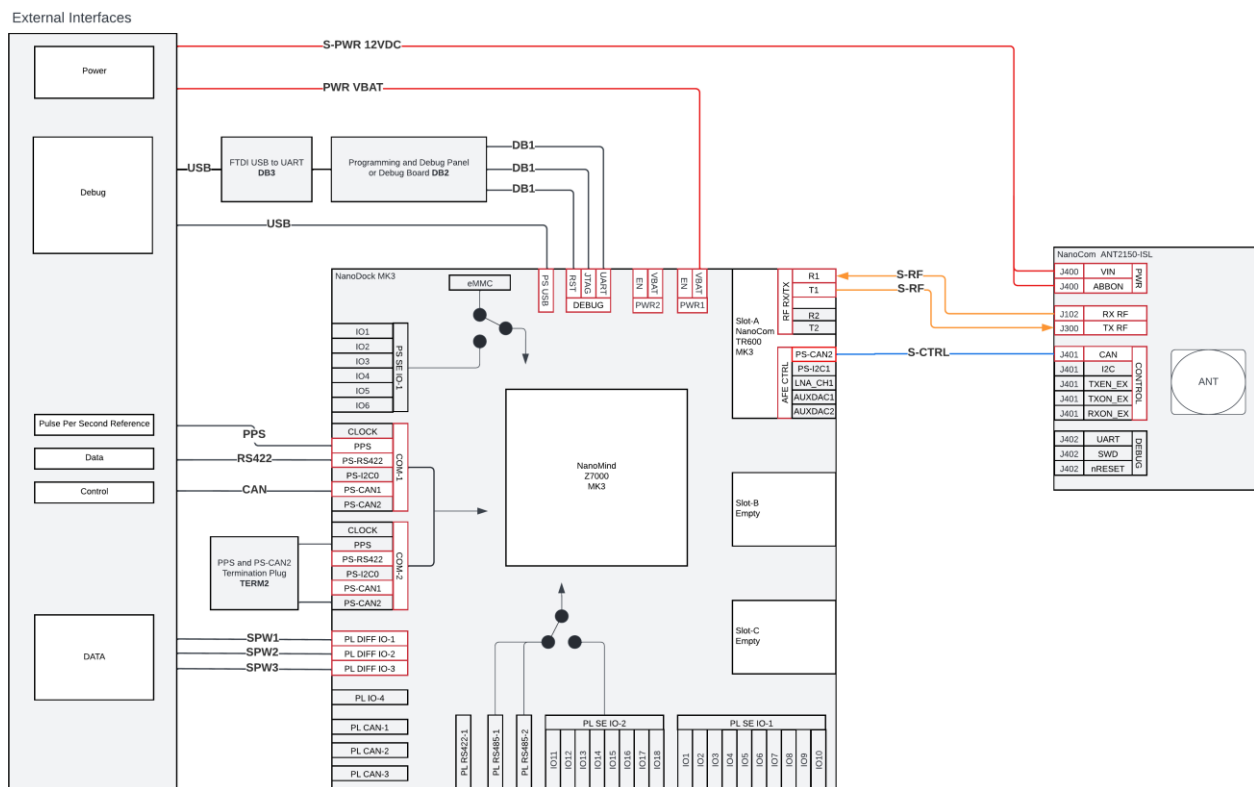 External Interfaces
Power
Debug
Pulse Per Second Reference
Data
Control
DATA
S-PWR 12VDC
PWR VBAT
USB
FTDI USB to UART
DB3
Programming and Debug Panel
or Debug Board DB2
DB1
DB1
DB1
USB
PPS
RS422
CAN
PPS and PS-CAN2
Termination Plug
TERM2
SPW1
SPW2
SPW3
NanoDock MK3
eMMC
PS USB
RST
JTAG
UART
DEBUG
EN
VBAT
PWR2
EN
VBAT
PWR1
IO1
IO2
IO3
IO4
IO5
IO6
PS SE IO-1
CLOCK
PPS
PS-RS422
PS-I2C0
PS-CAN1
PS-CAN2
COM-1
CLOCK
PPS
PS-RS422
PS-I2C0
PS-CAN1
PS-CAN2
COM-2
PL DIFF IO-1
PL DIFF IO-2
PL DIFF IO-3
PL IO-4
PL CAN-1
PL CAN-2
PL CAN-3
NanoMind
Z7000
MK3
Slot-A
NanoCom
TR600
MK3
RF RX/TX
R1
T1
R2
T2
AFE CTRL
PS-CAN2
PS-I2C1
LNA_CH1
AUXDAC1
AUXDAC2
Slot-B
Empty
Slot-C
Empty
PL RS422-1
PL RS485-1
PL RS485-2
PL SE IO-2
IO11
IO12
IO13
IO14
IO15
IO16
IO17
IO18
PL SE IO-1
IO1
IO2
IO3
IO4
IO5
IO6
IO7
IO8
IO9
IO10
S-RF
S-RF
S-CTRL
NanoCom ANT2150-ISL
J400 VIN
J400 ABBON
PWR
J102 RX RF
J300 TX RF
J401 CAN
J401 I2C
J401 TXEN_EX
J401 TXON_EX
J401 RXON_EX
CONTROL
J402 UART
J402 SWD
J402 nRESET
DEBUG
ANT